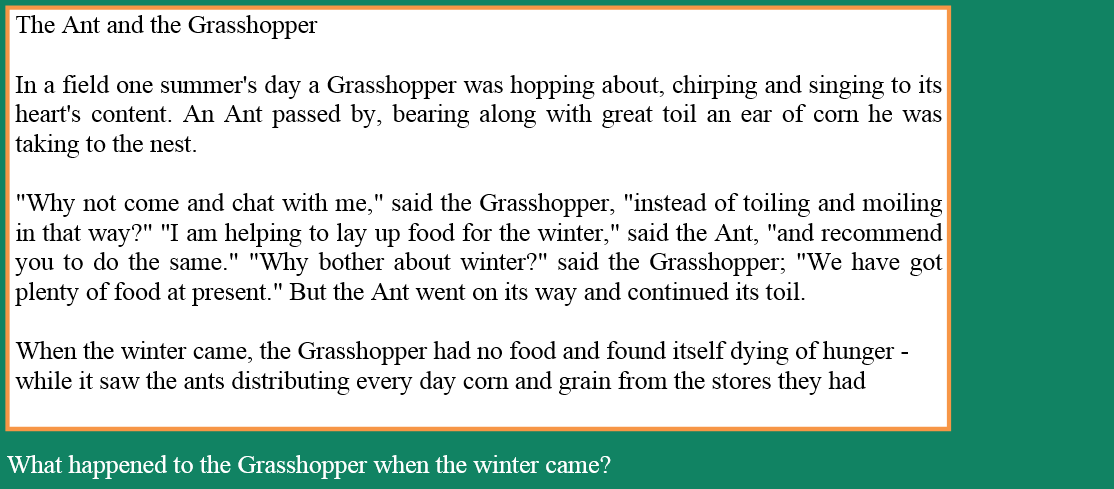 The Ant and the Grasshopper
In a field one summer's day a Grasshopper was hopping about, chirping and singing to its
heart's content. An Ant passed by, bearing along with great toil an ear of corn he was
taking to the nest.
"Why not come and chat with me," said the Grasshopper, "instead of toiling and moiling
in that way?" "I am helping to lay up food for the winter," said the Ant, "and recommend
you to do the same." "Why bother about winter?" said the Grasshopper; "We have got
plenty of food at present." But the Ant went on its way and continued its toil.
When the winter came, the Grasshopper had no food and found itself dying of hunger -
while it saw the ants distributing every day corn and grain from the stores they had
What happened to the Grasshopper when the winter came?